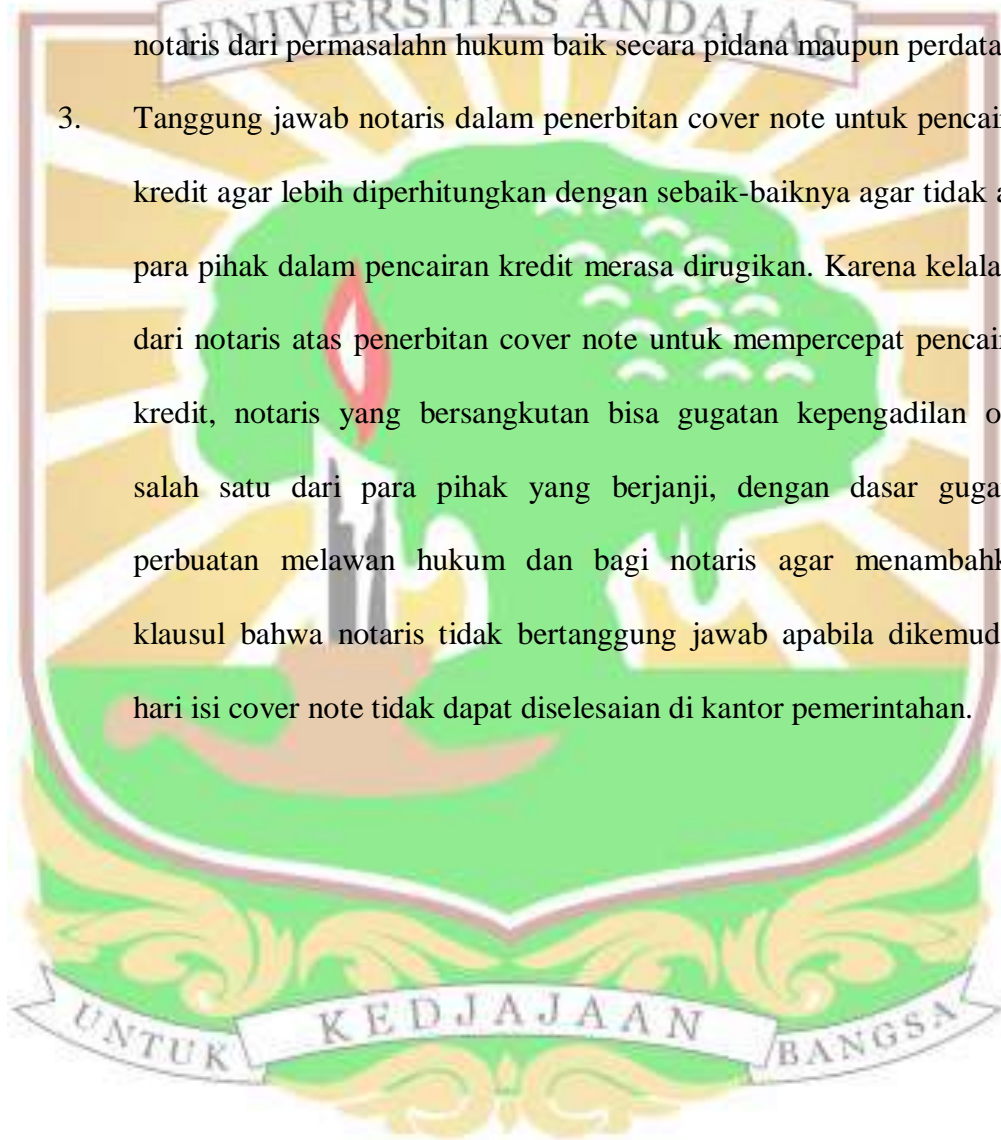 UNIVERSITAS ANDALAS
notaris dari permasalahn hukum baik secara pidana maupun perdata
3. Tanggung jawab notaris dalam penerbitan cover note untuk pencai
kredit agar lebih diperhitungkan dengan sebaik-baiknya agar tidak a
para pihak dalam pencairan kredit merasa dirugikan. Karena kelala
dari notaris atas penerbitan cover note untuk mempercepat pencai
kredit, notaris yang bersangkutan bisa gugatan kepengadilan o
salah satu dari para pihak yang berjanji, dengan dasar guga
perbuatan melawan hukum dan bagi notaris agar menambahk
klausul bahwa notaris tidak bertanggung jawab apabila dikemud
hari isi cover note tidak dapat diselesaian di kantor pemerintahan.
UNTUK KEDJAJAAN BANGSA